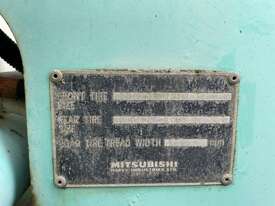 FRONT TIRE
SIZE
REAR TIRE
SIZE
REAR TIRE TREAD WIDTH mm
MITSUBISHI
HEAVY INDUSTRIES, LTD.